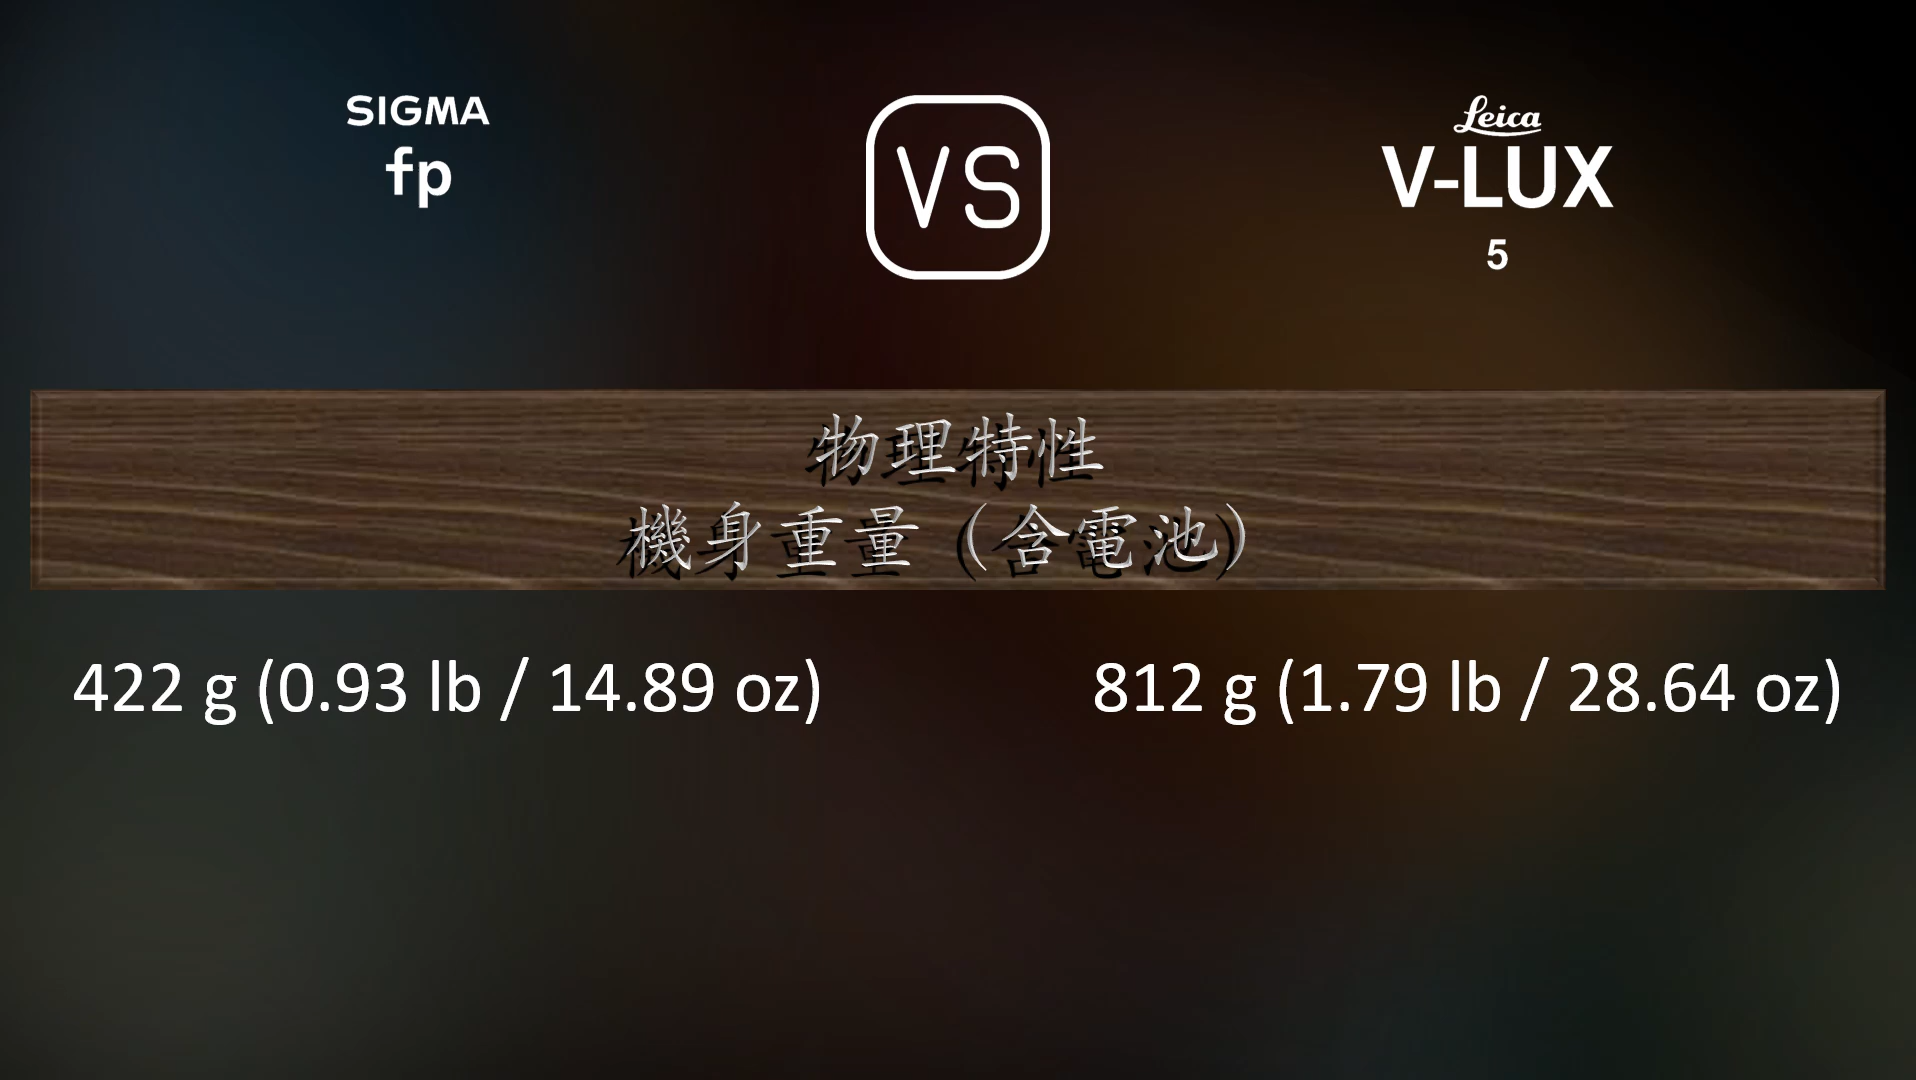 SIGMA
fp
VS
Leica
V-LUX
5
物理特性
機身重量（含電池）
422 g (0.93 lb / 14.89 oz)
812 g (1.79 lb / 28.64 oz)